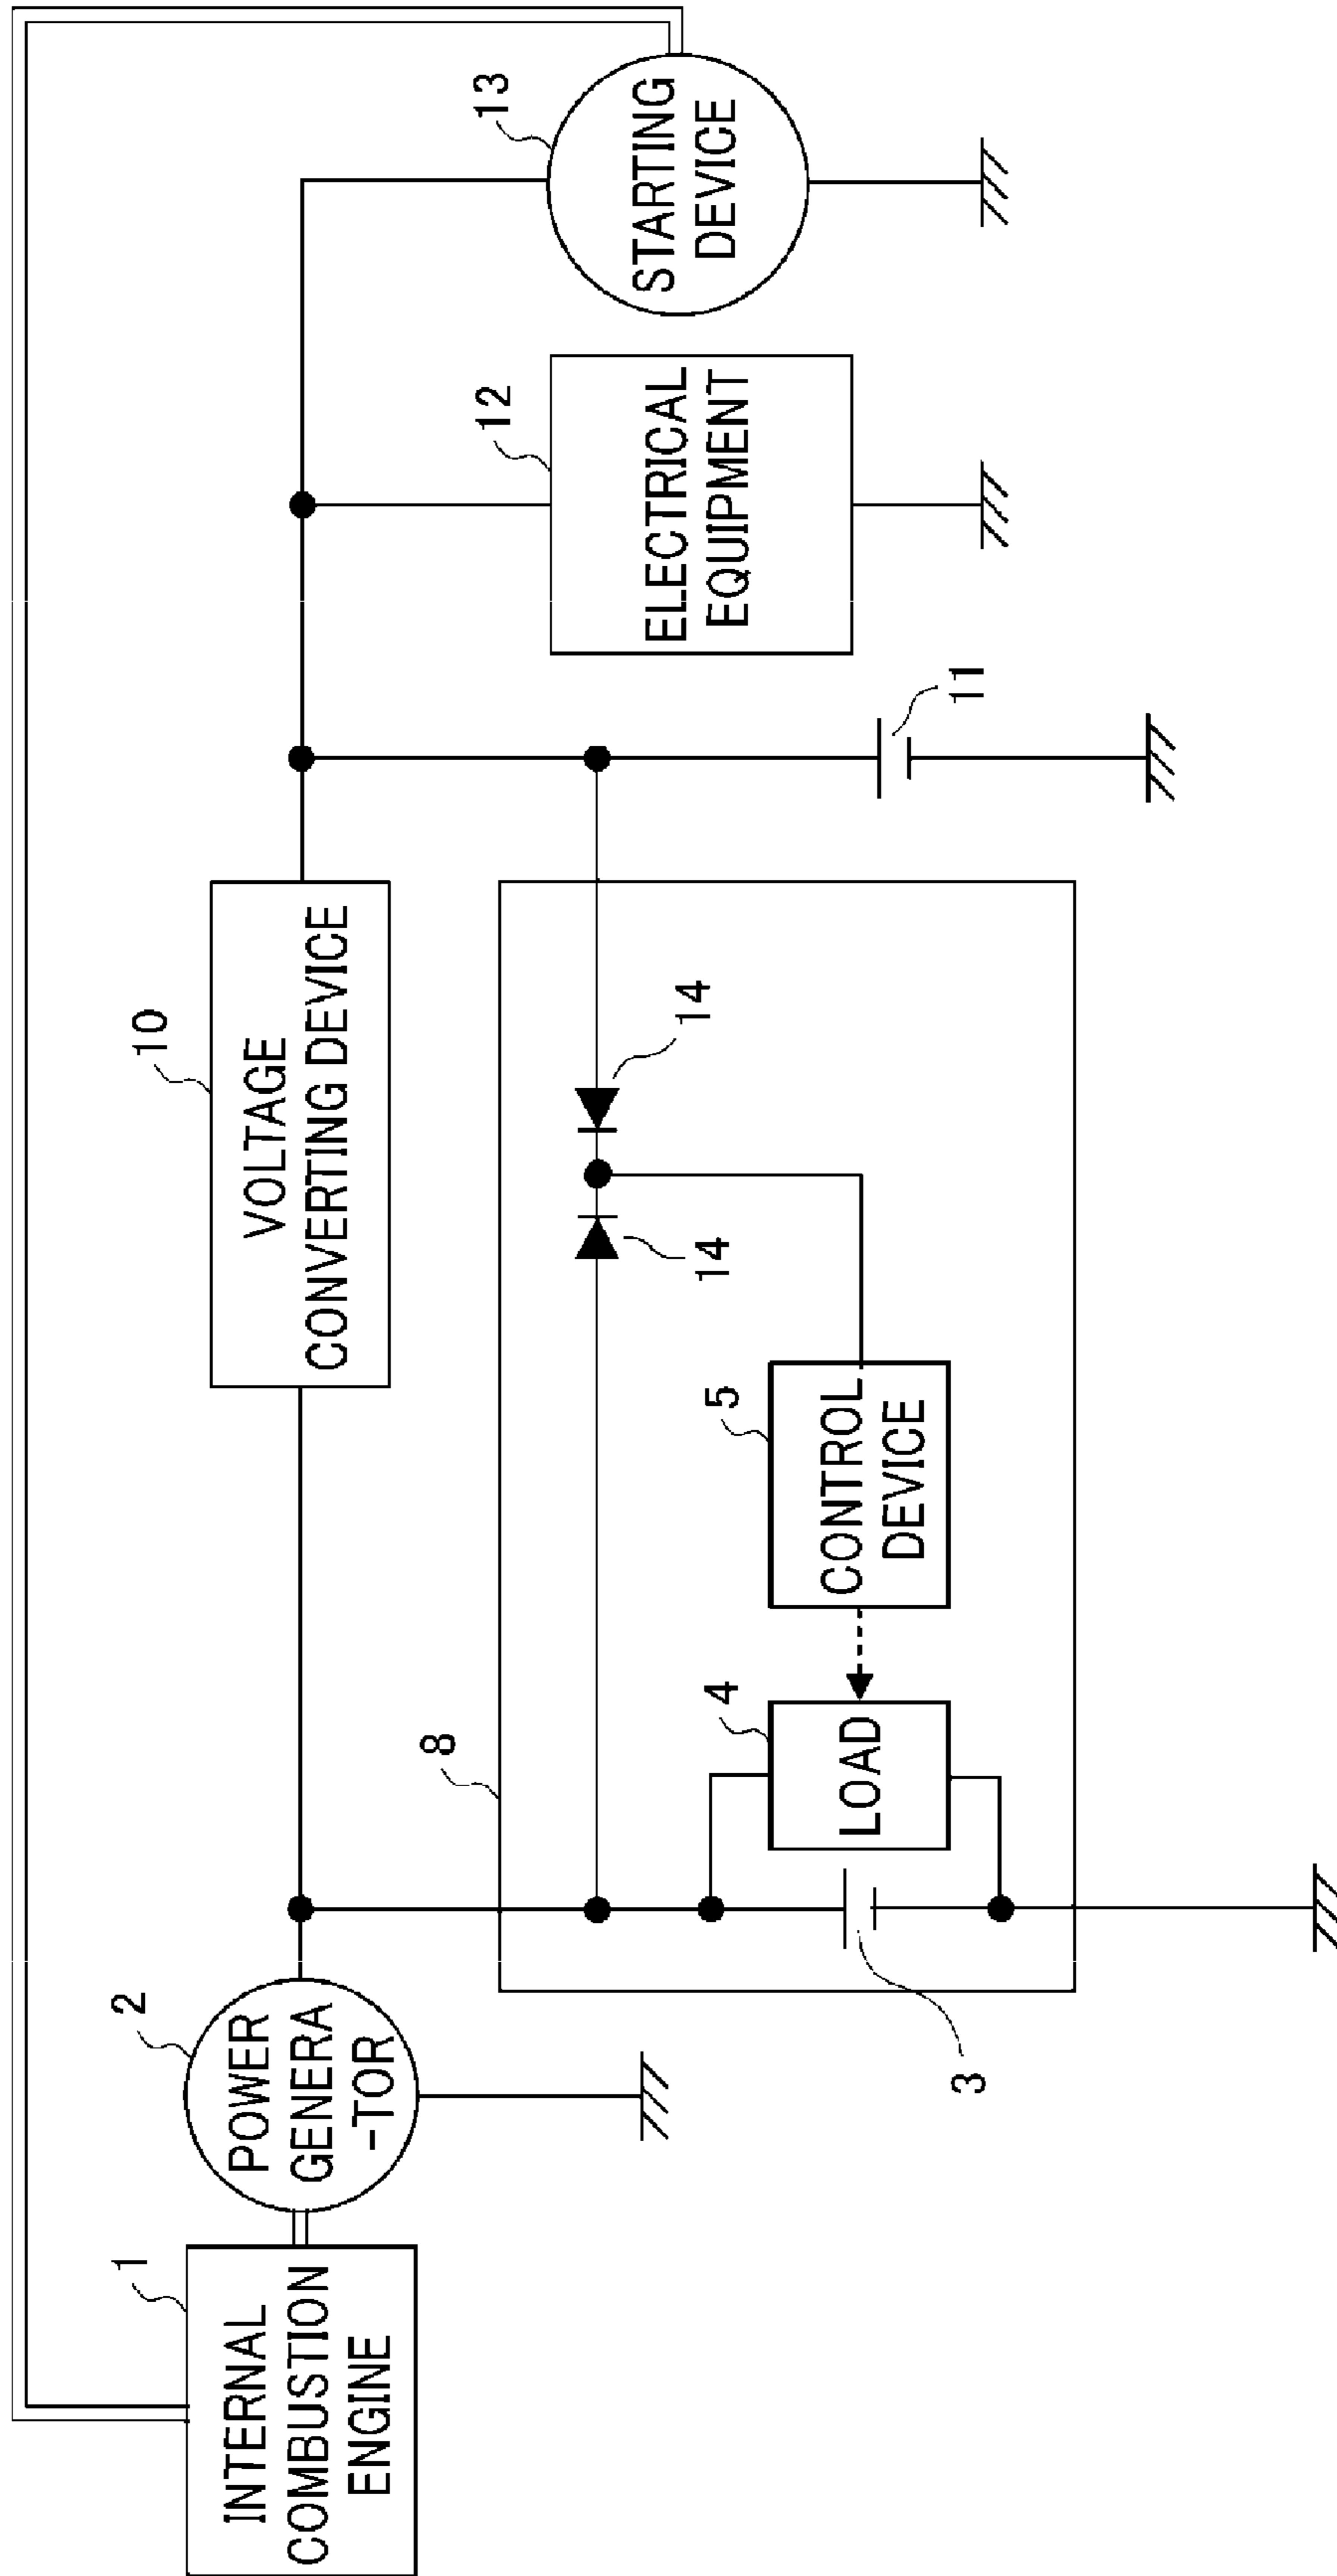 1
INTERNAL
COMBUSTION
ENGINE
2
POWER
GENERA
-TOR
10
VOLTAGE
CONVERTING DEVICE
12
ELECTRICAL
EQUIPMENT
13
STARTING
DEVICE
8
3
4
LOAD
5
CONTROL
DEVICE
14
14
11